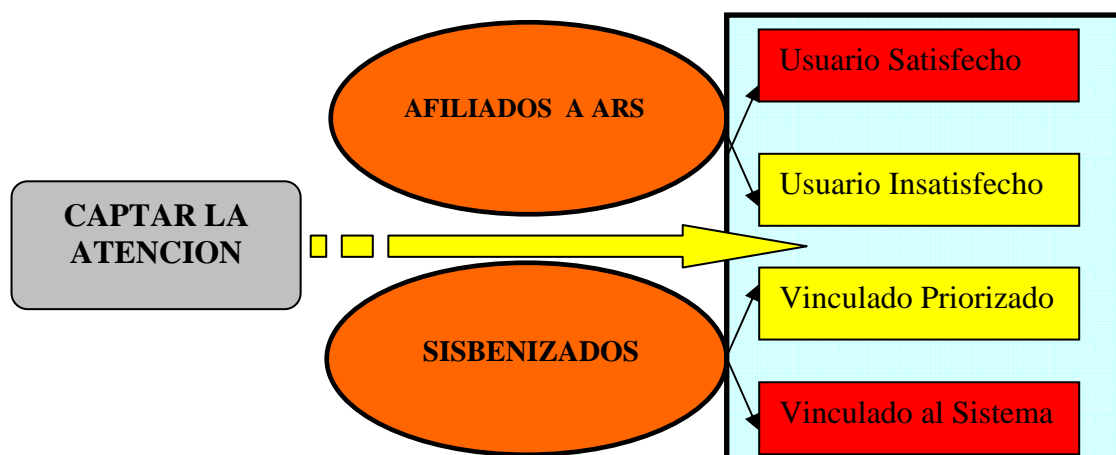 CAPTAR LA
ATENCION
AFILIADOS A ARS
SISBENIZADOS
Usuario Satisfecho
Usuario Insatisfecho
Vinculado Priorizado
Vinculado al Sistema